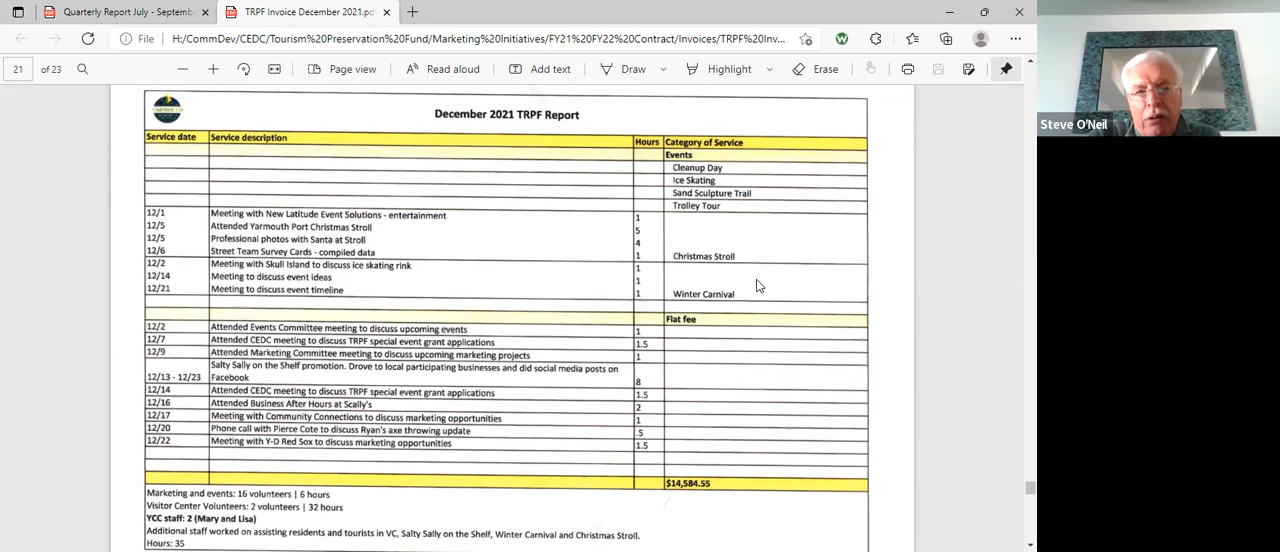 Quarterly Report July - Septemb
TRPF Invoice December 2021.pd
File
H:/CommDev/CEDC/Tourism%20Preservation%20Fund/Marketing%20Initiatives/FY21%20FY22%20Contract/Invoices/TRPF%20Inv...
21 of 23
Page view
Read aloud
Add text
Draw
Highlight
Erase
Steve O'Neil
December 2021 TRPF Report
Service date Service description Hours Category of Service
Events
Cleanup Day
Ice Skating
Sand Sculpture Trail
Trolley Tour
12/1 Meeting with New Latitude Event Solutions - entertainment 1
12/5 Attended Yarmouth Port Christmas Stroll 5
12/5 Professional photos with Santa at Stroll 4
12/6 Street Team Survey Cards - compiled data 1 Christmas Stroll
12/2 Meeting with Skull Island to discuss ice skating rink 1
12/14 Meeting to discuss event ideas 1
12/21 Meeting to discuss event timeline 1 Winter Carnival
Flat fee
12/2 Attended Events Committee meeting to discuss upcoming events 1
12/7 Attended CEDC meeting to discuss TRPF special event grant applications 1.5
12/9 Attended Marketing Committee meeting to discuss upcoming marketing projects 1
Salty Sally on the Shelf promotion. Drove to local participating businesses and did social media posts on
12/13 - 12/23 Facebook 8
12/14 Attended CEDC meeting to discuss TRPF special event grant applications 1.5
12/16 Attended Business After Hours at Scally's 2
12/17 Meeting with Community Connections to discuss marketing opportunities 1
12/20 Phone call with Pierce Cote to discuss Ryan's axe throwing update .5
12/22 Meeting with Y-D Red Sox to discuss marketing opportunities 1.5
$14,584.55
Marketing and events: 16 volunteers | 6 hours
Visitor Center Volunteers: 2 volunteers | 32 hours
YCC staff: 2 (Mary and Lisa)
Additional staff worked on assisting residents and tourists in VC, Salty Sally on the Shelf, Winter Carnival and Christmas Stroll.
Hours: 35